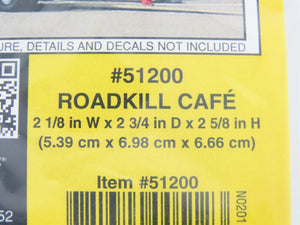 URE, DETAILS AND DECALS NOT INCLUDED
#51200
ROADKILL CAFÉ
2 1/8 in W x 2 3/4 in D x 2 5/8 in H
(5.39 cm x 6.98 cm x 6.66 cm)
Item #51200
52
N0201